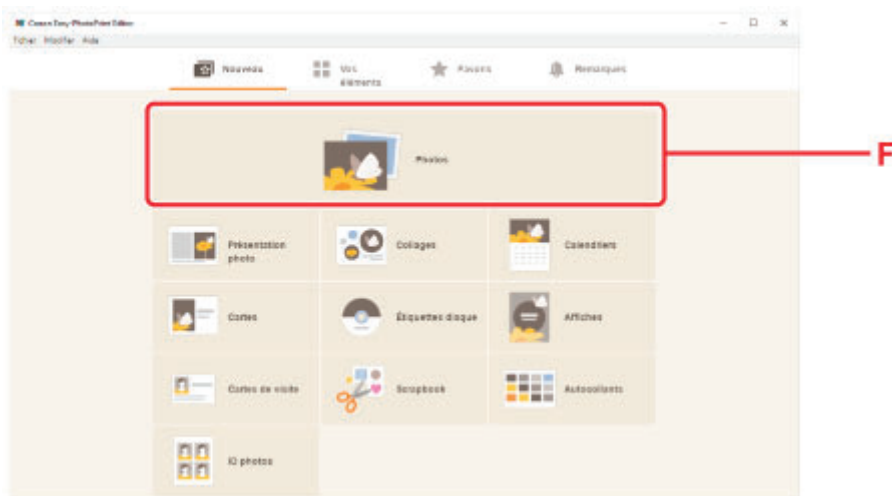 Canon Easy-PhotoPrint Editor
Fichier Modifier Aide
Nouveau
Vos
éléments
Favoris
Remarques
Photos
F
Présentation
photo
Collages
Calendriers
Cartes
Étiquettes disque
Affiches
Cartes de visite
Scrapbook
Autocollants
ID photos